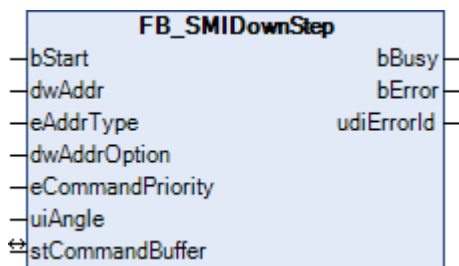 FB_SMIDownStep
bStart bBusy
dwAddr bError
eAddrType udiErrorId
dwAddrOption
eCommandPriority
uiAngle
stCommandBuffer